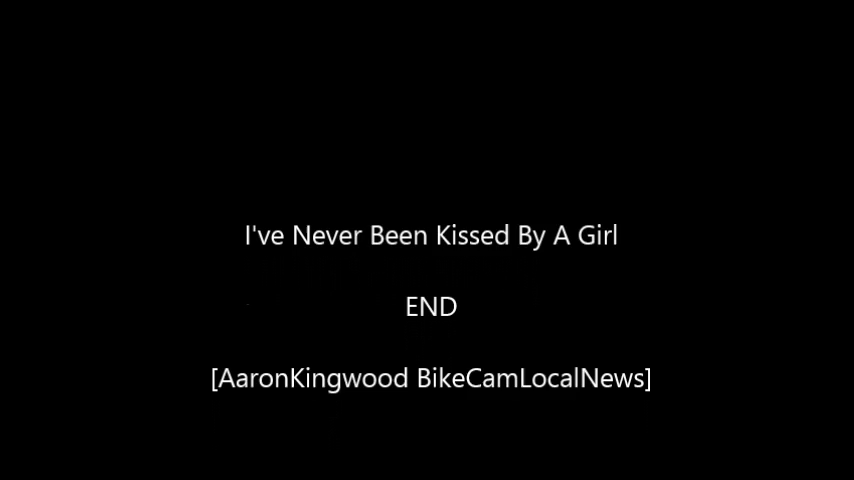 I've Never Been Kissed By A Girl
END
[AaronKingwood BikeCamLocalNews]